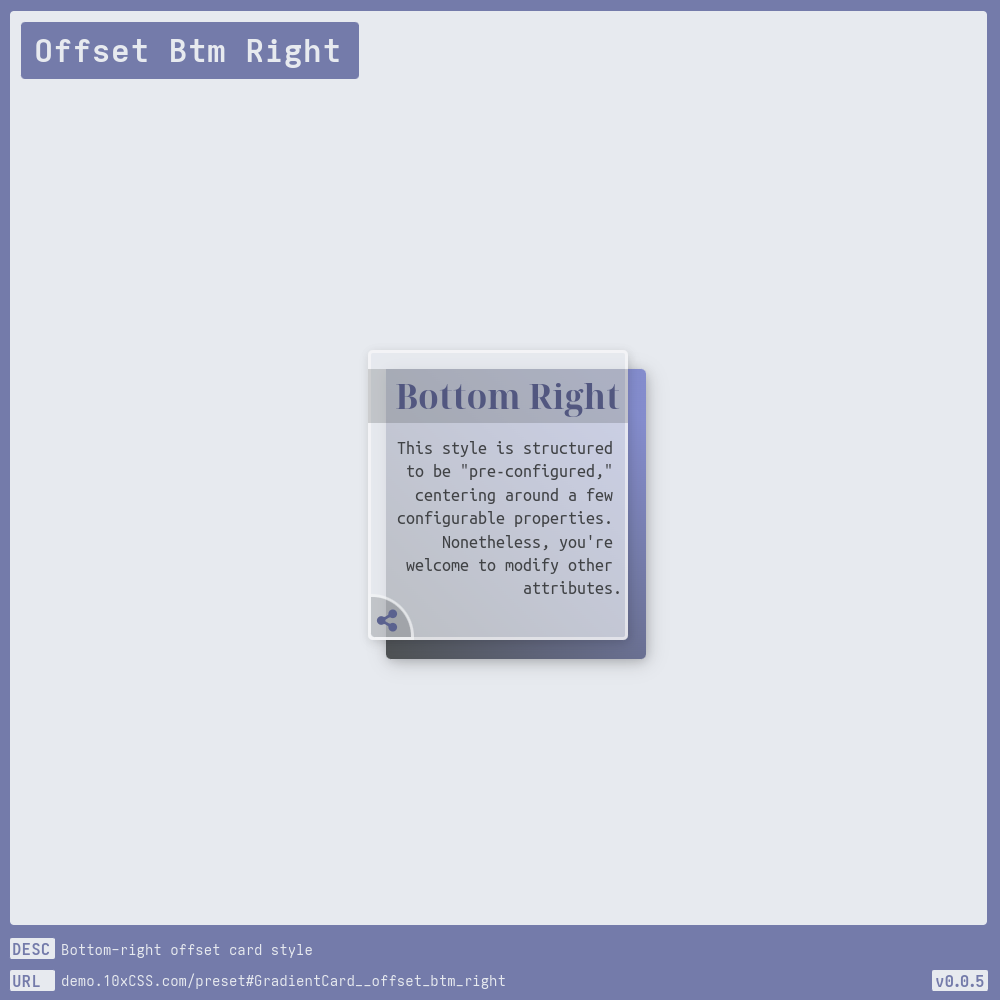 Offset Btm Right
Bottom Right
This style is structured
to be "pre-configured,"
centering around a few
configurable properties.
Nonetheless, you're
welcome to modify other
attributes.
DESC Bottom-right offset card style
URL demo.10xCSS.com/preset#GradientCard__offset_btm_right
v0.0.5